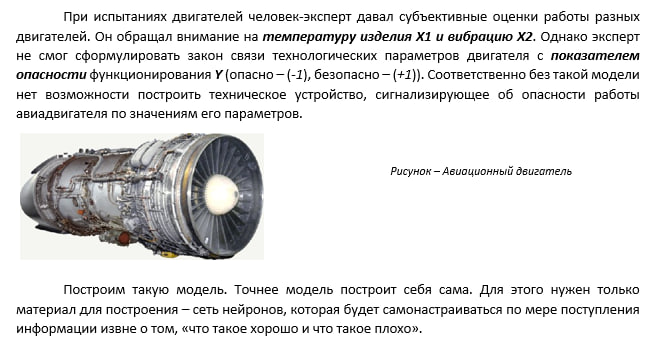 При испытаниях двигателей человек-эксперт давал субъективные оценки работы разных
двигателей. Он обращал внимание на температуру изделия X1 и вибрацию X2. Однако эксперт
не смог сформулировать закон связи технологических параметров двигателя с показателем
опасности функционирования Y (опасно – (-1), безопасно – (+1)). Соответственно без такой модели
нет возможности построить техническое устройство, сигнализирующее об опасности работы
авиадвигателя по значениям его параметров.
Рисунок – Авиационный двигатель
Построим такую модель. Точнее модель построит себя сама. Для этого нужен только
материал для построения – сеть нейронов, которая будет самонастраиваться по мере поступления
информации извне о том, «что такое хорошо и что такое плохо».